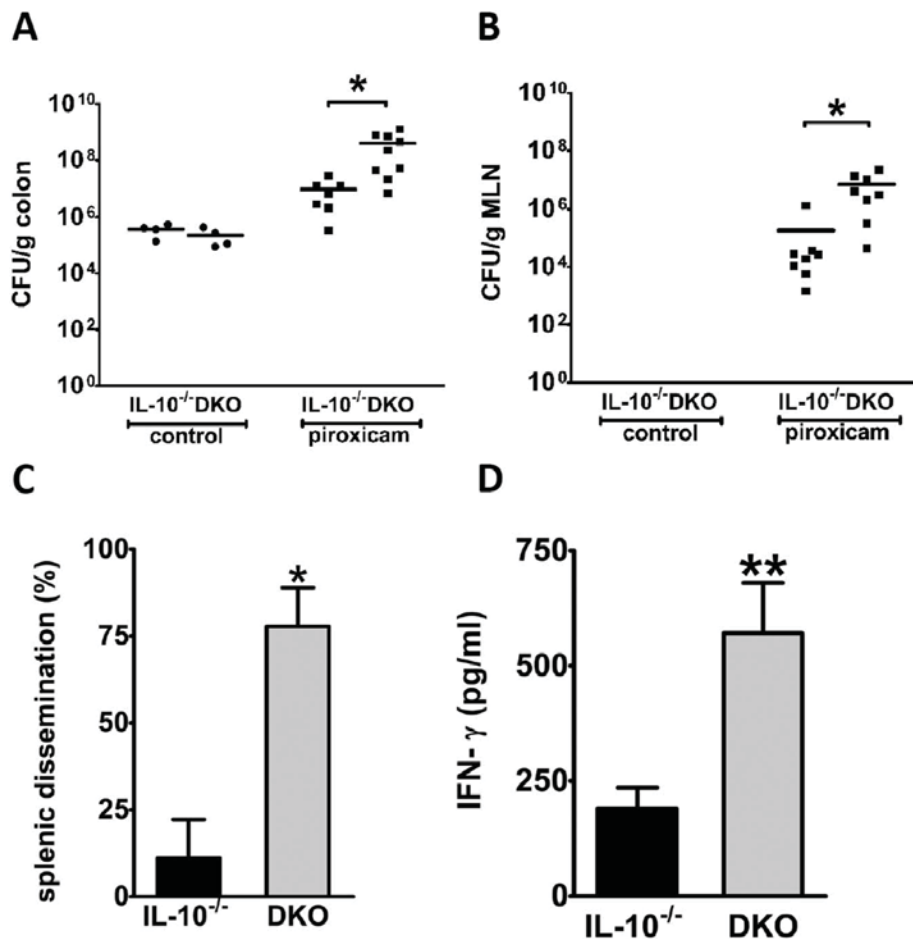 A
B
*
*
CFU/g colon
10^10
10^8
10^6
10^4
10^2
10^0
IL-10^-/- DKO IL-10^-/- DKO
control piroxicam
CFU/g MLN
10^10
10^8
10^6
10^4
10^2
10^0
IL-10^-/- DKO IL-10^-/- DKO
control piroxicam
C
D
splenic dissemination (%)
100
75
50
25
0
*
IL-10^-/- DKO
IFN- γ (pg/ml)
750
500
250
0
**
IL-10^-/- DKO